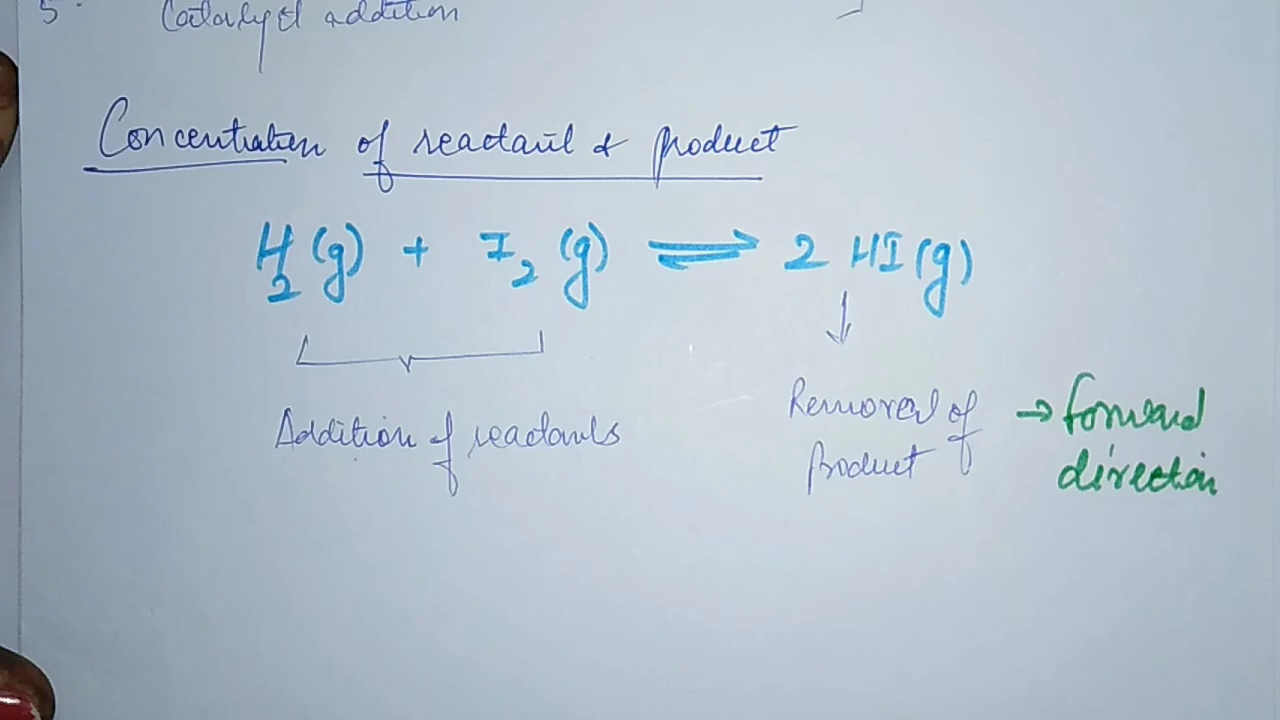 5. Catalyst addition
Concentration of reactant & product
H2(g) + I2(g) ⇌ 2 HI(g)
↓
Addition of reactants
Removal of product → forward direction